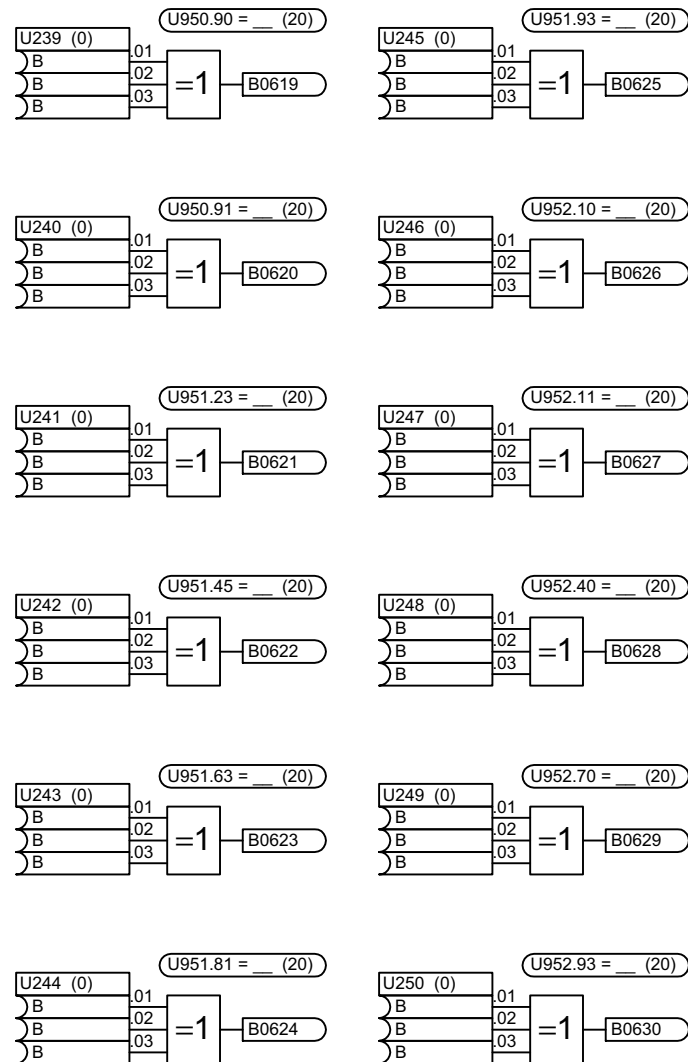 U950.90 = __ (20)
U239 (0)
B .01
B .02
B .03
=1
B0619
U951.93 = __ (20)
U245 (0)
B .01
B .02
B .03
=1
B0625
U950.91 = __ (20)
U240 (0)
B .01
B .02
B .03
=1
B0620
U952.10 = __ (20)
U246 (0)
B .01
B .02
B .03
=1
B0626
U951.23 = __ (20)
U241 (0)
B .01
B .02
B .03
=1
B0621
U952.11 = __ (20)
U247 (0)
B .01
B .02
B .03
=1
B0627
U951.45 = __ (20)
U242 (0)
B .01
B .02
B .03
=1
B0622
U952.40 = __ (20)
U248 (0)
B .01
B .02
B .03
=1
B0628
U951.63 = __ (20)
U243 (0)
B .01
B .02
B .03
=1
B0623
U952.70 = __ (20)
U249 (0)
B .01
B .02
B .03
=1
B0629
U951.81 = __ (20)
U244 (0)
B .01
B .02
B .03
=1
B0624
U952.93 = __ (20)
U250 (0)
B .01
B .02
B .03
=1
B0630